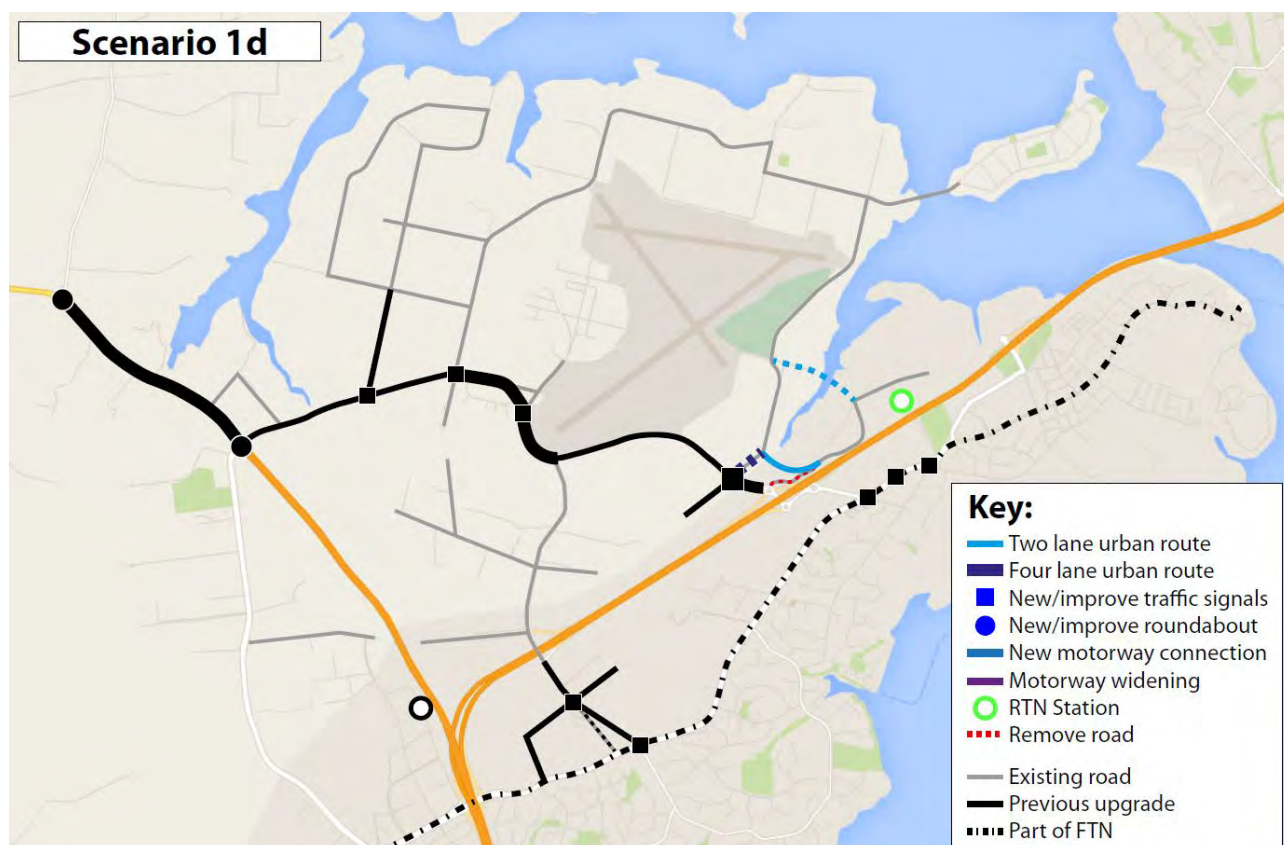 Scenario 1d
Key:
Two lane urban route
Four lane urban route
New/improve traffic signals
New/improve roundabout
New motorway connection
Motorway widening
RTN Station
Remove road
Existing road
Previous upgrade
Part of FTN